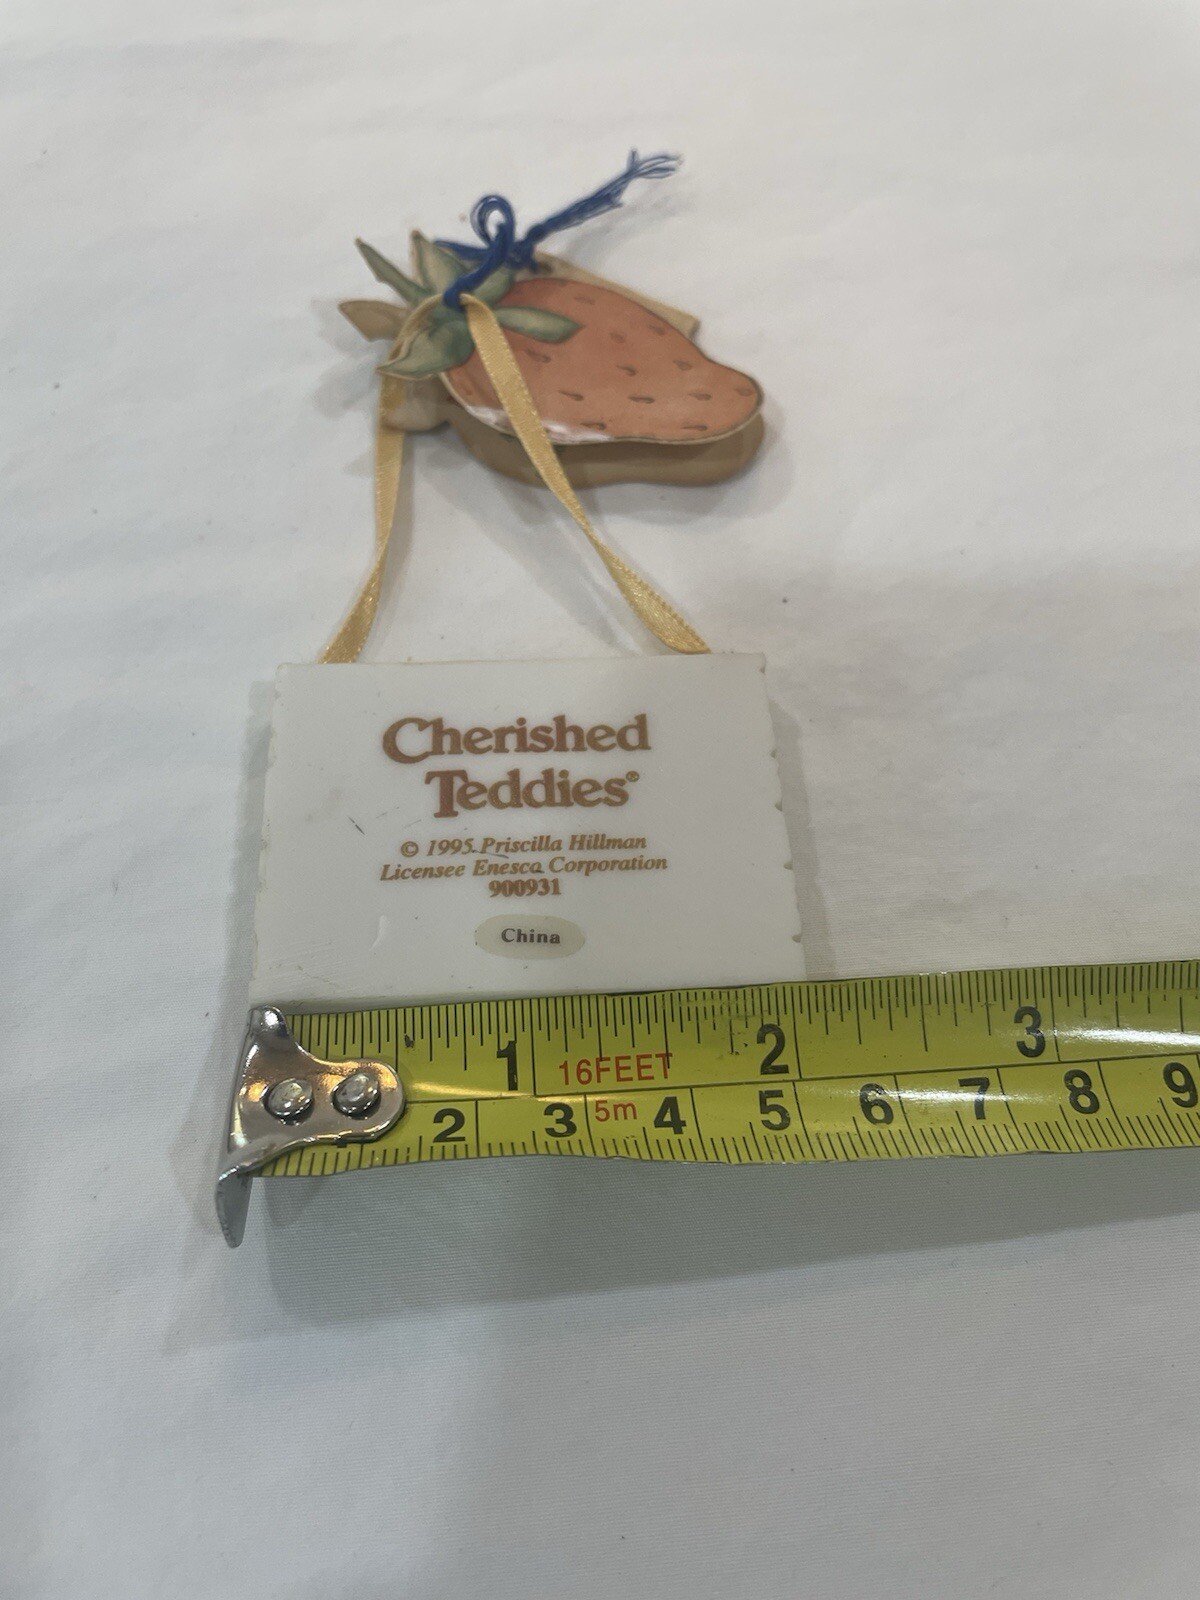 Cherished
Teddies®
© 1995 Priscilla Hillman
Licensee Enesco Corporation
900931
China
1 16FEET 2 3
2 3 5m 4 5 6 7 8 9